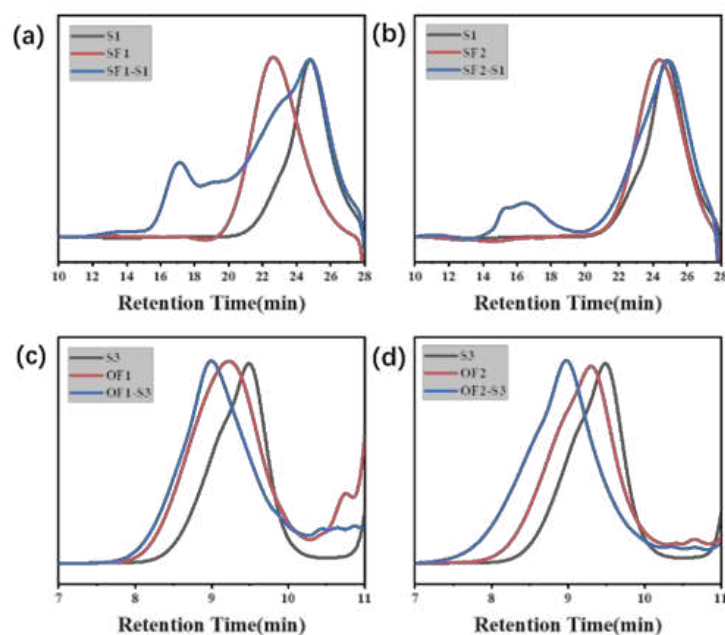 (a)
S1
SF1
SF1-S1
10 12 14 16 18 20 22 24 26 28
Retention Time(min)
(b)
S1
SF2
SF2-S1
10 12 14 16 18 20 22 24 26 28
Retention Time(min)
(c)
S3
OF1
OF1-S3
7 8 9 10 11
Retention Time(min)
(d)
S3
OF2
OF2-S3
7 8 9 10 11
Retention Time(min)